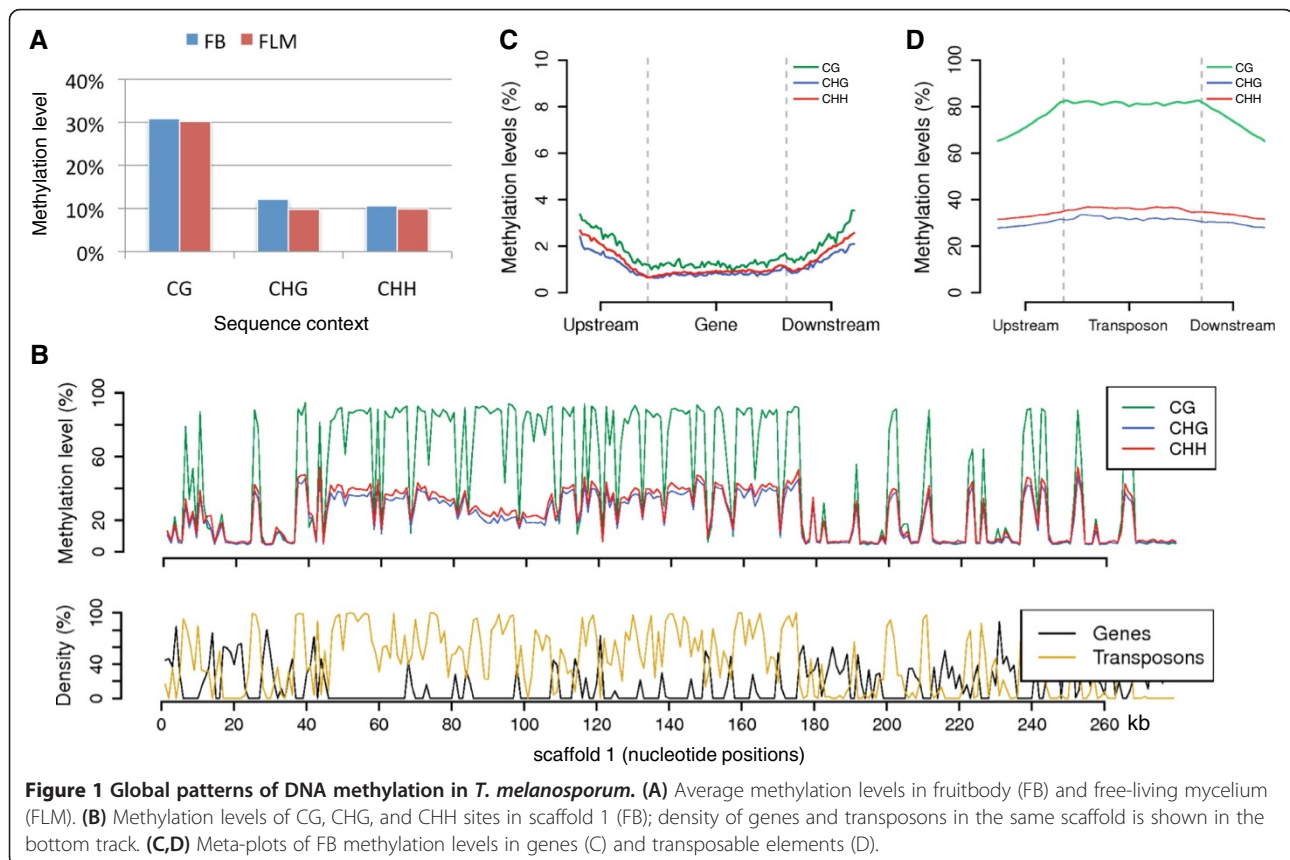 A
FB FLM
Methylation level
40%
30%
20%
10%
0%
CG CHG CHH
Sequence context
C
Methylation levels (%)
10
8
6
4
2
0
CG
CHG
CHH
Upstream Gene Downstream
D
Methylation levels (%)
100
80
60
40
20
0
CG
CHG
CHH
Upstream Transposon Downstream
B
Methylation level (%)
100
60
20
0
CG
CHG
CHH
Density (%)
100
40
0
Genes
Transposons
0 20 40 60 80 100 120 140 160 180 200 220 240 260 kb
scaffold 1 (nucleotide positions)
Figure 1 Global patterns of DNA methylation in T. melanosporum. (A) Average methylation levels in fruitbody (FB) and free-living mycelium
(FLM). (B) Methylation levels of CG, CHG, and CHH sites in scaffold 1 (FB); density of genes and transposons in the same scaffold is shown in the
bottom track. (C,D) Meta-plots of FB methylation levels in genes (C) and transposable elements (D).